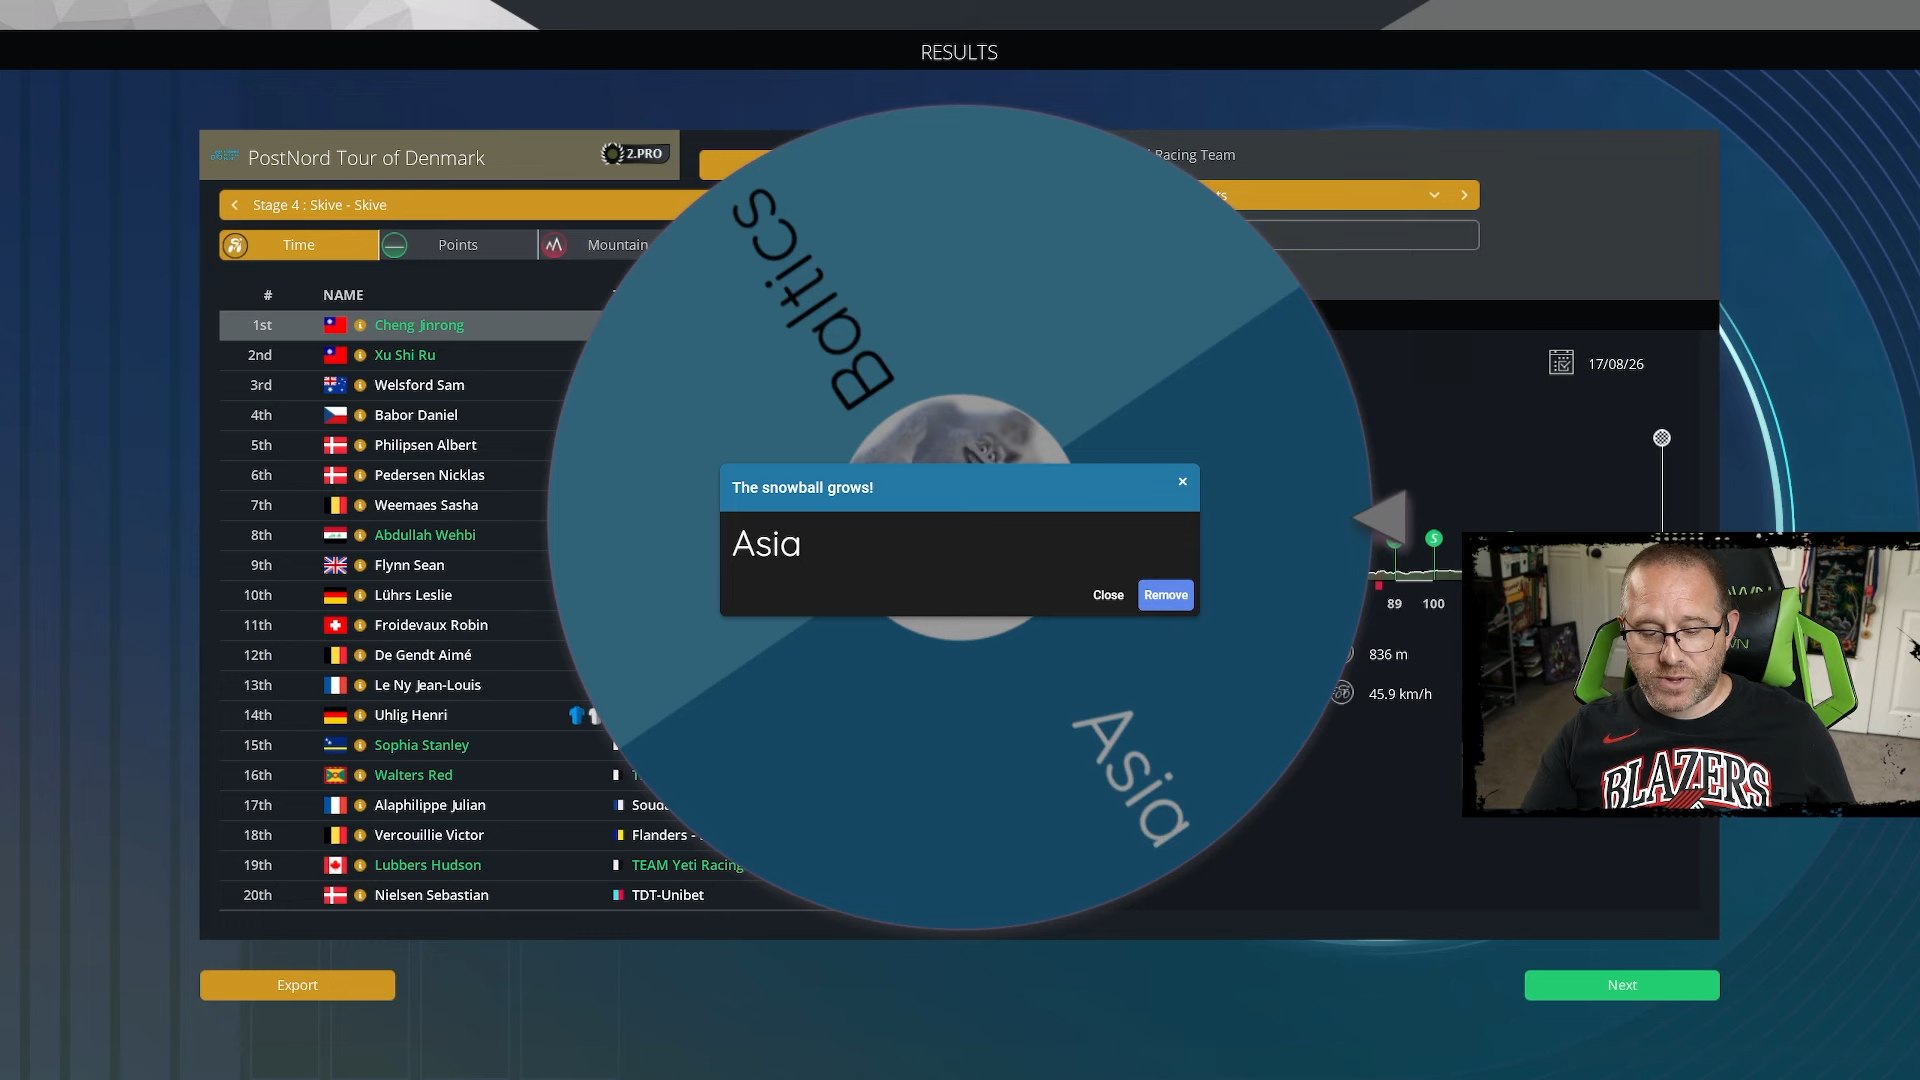 RESULTS
PostNord Tour of Denmark
2.PRO
Racing Team
Stage 4 : Skive - Skive
Time
Points
Mountain
# NAME
1st Cheng Jinrong
2nd Xu Shi Ru
3rd Welsford Sam
4th Babor Daniel
5th Philipsen Albert
6th Pedersen Nicklas
7th Weemaes Sasha
8th Abdullah Wehbi
9th Flynn Sean
10th Lührs Leslie
11th Froidevaux Robin
12th De Gendt Aimé
13th Le Ny Jean-Louis
14th Uhlig Henri
15th Sophia Stanley
16th Walters Red
17th Alaphilippe Julian
18th Vercouillie Victor Flanders -
19th Lubbers Hudson TEAM Yeti Racing
20th Nielsen Sebastian TDT-Unibet
Baltics
The snowball grows!
×
Asia
Close
Remove
Asia
17/08/26
S
89 100
836 m
45.9 km/h
BLAZERS
Export
Next